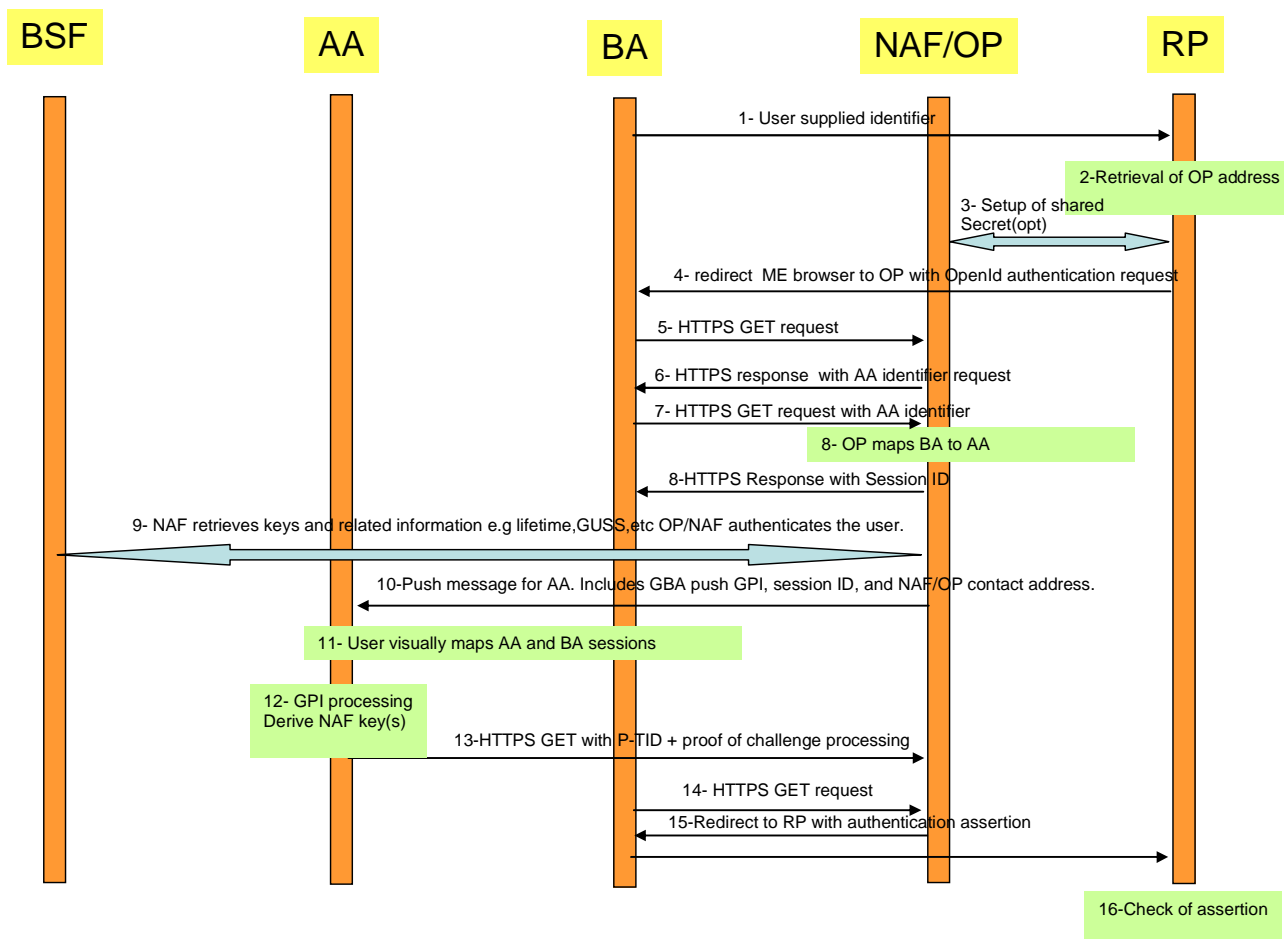 BSF
AA
BA
NAF/OP
RP
1- User supplied identifier
2-Retrieval of OP address
3- Setup of shared
Secret(opt)
4- redirect  ME browser to OP with OpenId authentication request
5- HTTPS GET request
6- HTTPS response  with AA identifier request
7- HTTPS GET request with AA identifier
8- OP maps BA to AA
8-HTTPS Response with Session ID
9- NAF retrieves keys and related information e.g lifetime,GUSS,etc OP/NAF authenticates the user.
10-Push message for AA. Includes GBA push GPI, session ID, and NAF/OP contact address.
11- User visually maps AA and BA sessions
12- GPI processing
Derive NAF key(s)
13-HTTPS GET with P-TID + proof of challenge processing
14- HTTPS GET request
15-Redirect to RP with authentication assertion
16-Check of assertion